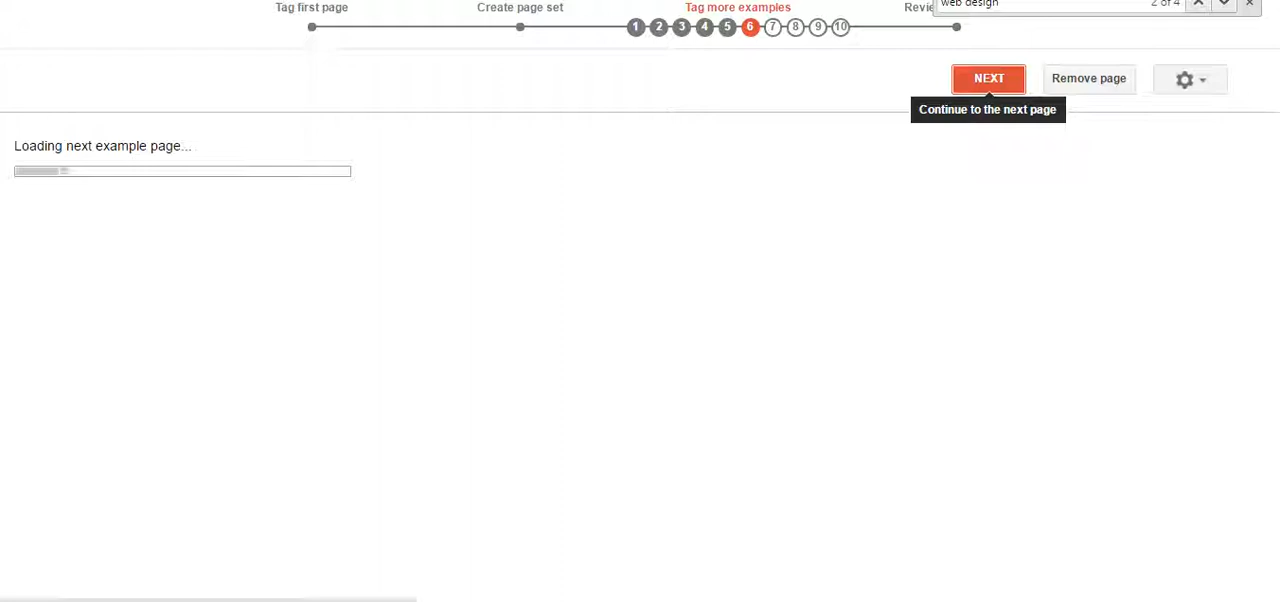 Tag first page
Create page set
Tag more examples
Revie
web design
2 of 4
1 2 3 4 5 6 7 8 9 10
NEXT
Remove page
Continue to the next page
Loading next example page...